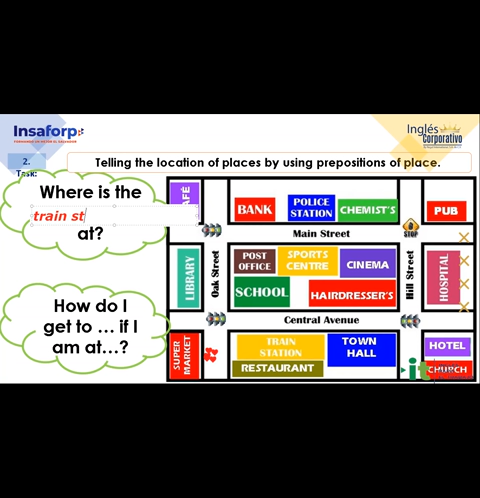 Insaforp
Inglés
Corporativo
2.
Task:
Telling the location of places by using prepositions of place.
Where is the
train st
at?
How do I
get to ... if I
am at...?
AFÉ
BANK
POLICE
STATION
CHEMIST'S
PUB
Main Street
STOP
LIBRARY
Oak Street
POST
OFFICE
SPORTS
CENTRE
CINEMA
SCHOOL
HAIRDRESSER'S
Hill Street
HOSPITAL
Central Avenue
SUPER
MARKET
TRAIN
STATION
TOWN
HALL
RESTAURANT
HOTEL
CHURCH
it